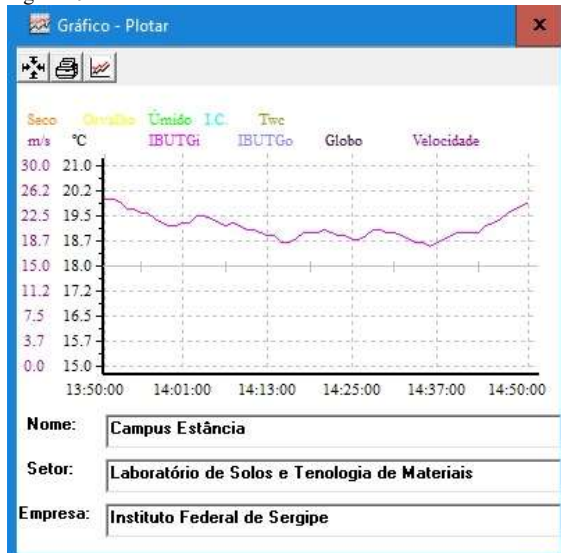 Gráfico - Plotar
x
Seco Orvalho Úmido I.C. Twc
m/s °C IBUTGi IBUTGo Globo Velocidade
30.0 21.0
26.2 20.2
22.5 19.5
18.7 18.7
15.0 18.0
11.2 17.2
7.5 16.5
3.7 15.7
0.0 15.0
13:50:00 14:01:00 14:13:00 14:25:00 14:37:00 14:50:00
Nome: Campus Estância
Setor: Laboratório de Solos e Tenologia de Materiais
Empresa: Instituto Federal de Sergipe